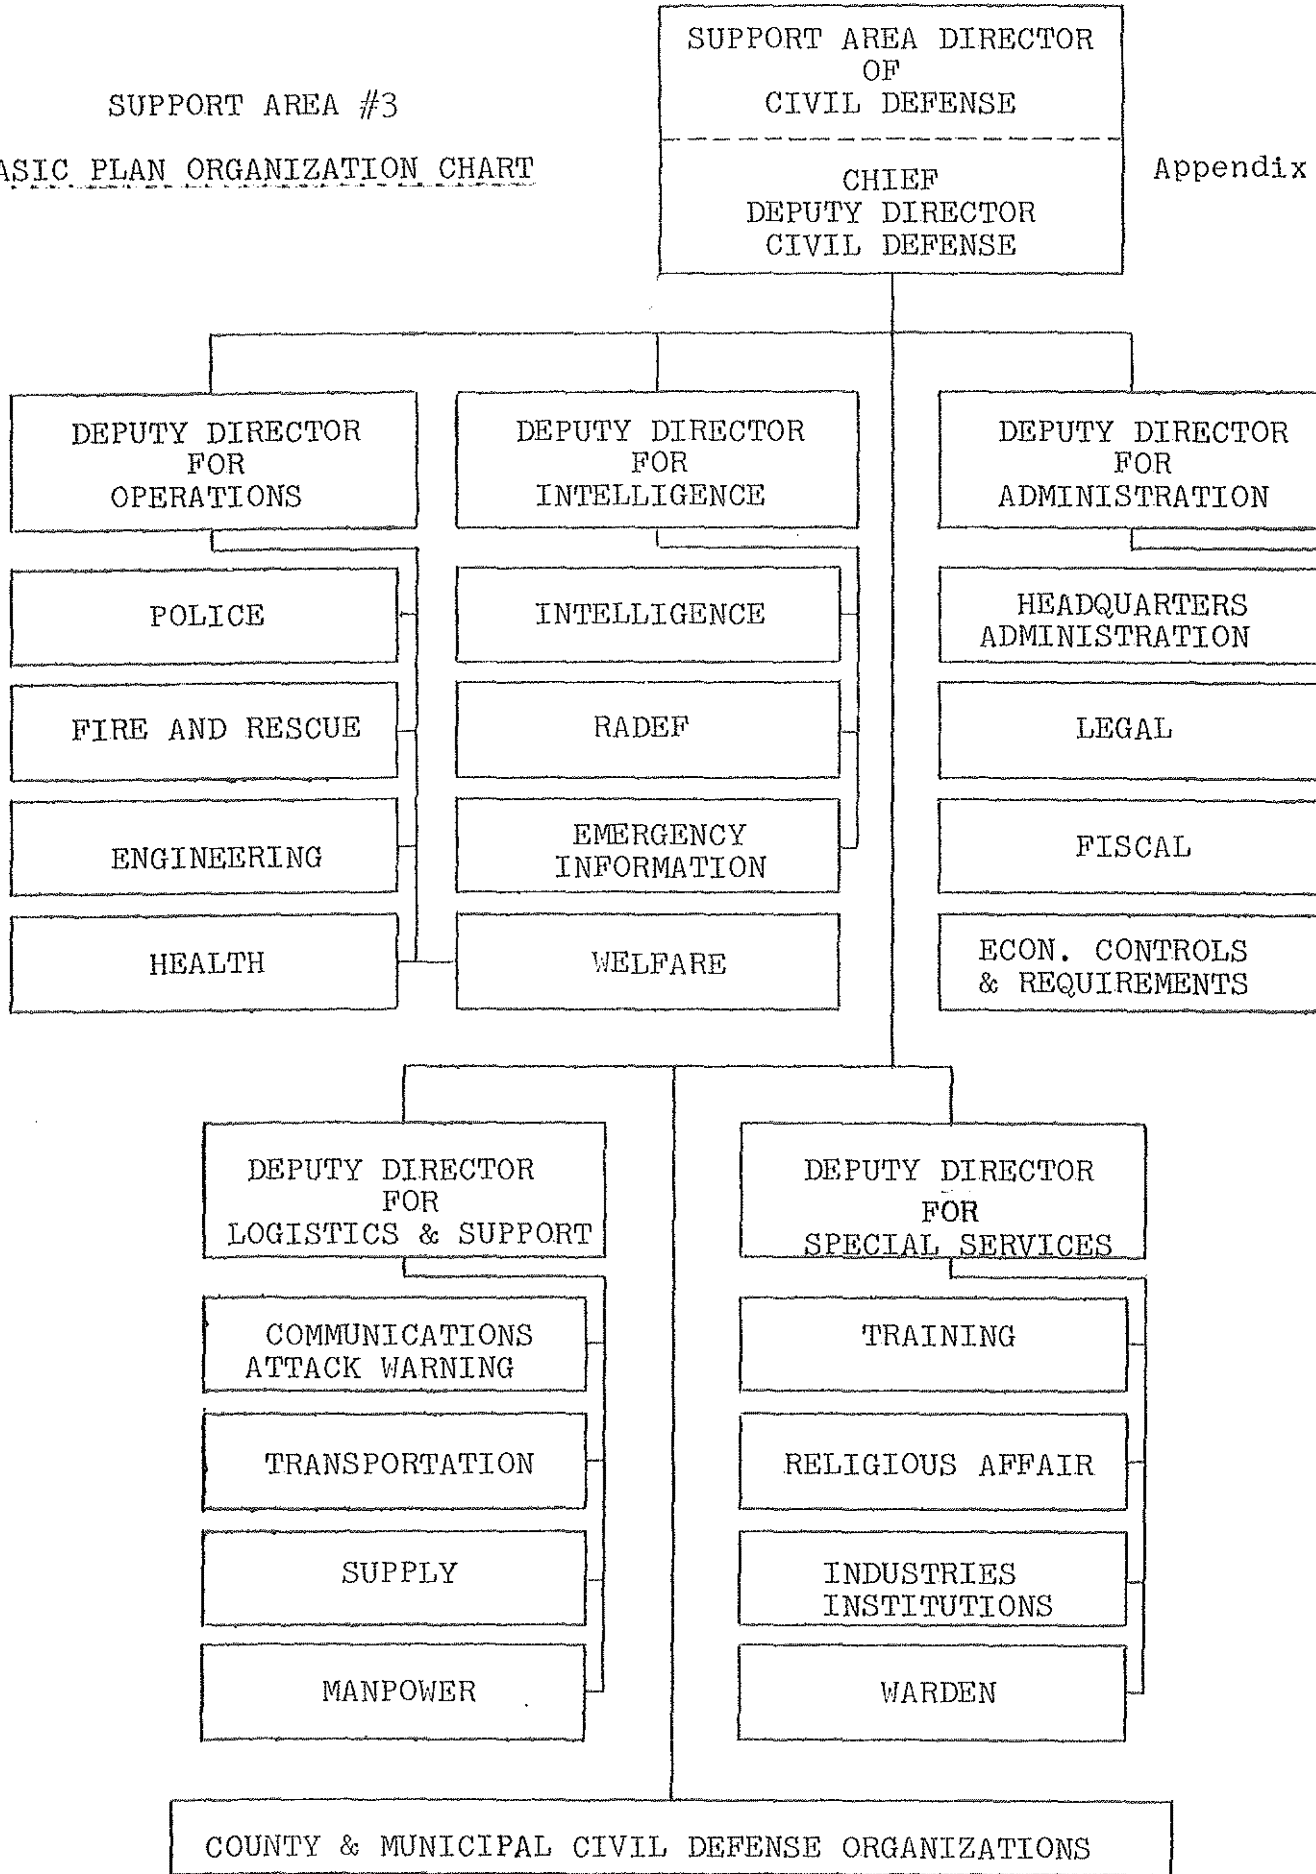 SUPPORT AREA DIRECTOR
OF
CIVIL DEFENSE
SUPPORT AREA #3
ASIC PLAN ORGANIZATION CHART
Appendix
CHIEF
DEPUTY DIRECTOR
CIVIL DEFENSE
DEPUTY DIRECTOR
FOR
OPERATIONS
DEPUTY DIRECTOR
FOR
INTELLIGENCE
DEPUTY DIRECTOR
FOR
ADMINISTRATION
POLICE
INTELLIGENCE
HEADQUARTERS
ADMINISTRATION
FIRE AND RESCUE
RADEF
LEGAL
ENGINEERING
EMERGENCY
INFORMATION
FISCAL
HEALTH
WELFARE
ECON. CONTROLS
& REQUIREMENTS
DEPUTY DIRECTOR
FOR
LOGISTICS & SUPPORT
DEPUTY DIRECTOR
FOR
SPECIAL SERVICES
COMMUNICATIONS
ATTACK WARNING
TRAINING
TRANSPORTATION
RELIGIOUS AFFAIR
SUPPLY
INDUSTRIES
INSTITUTIONS
MANPOWER
WARDEN
COUNTY & MUNICIPAL CIVIL DEFENSE ORGANIZATIONS